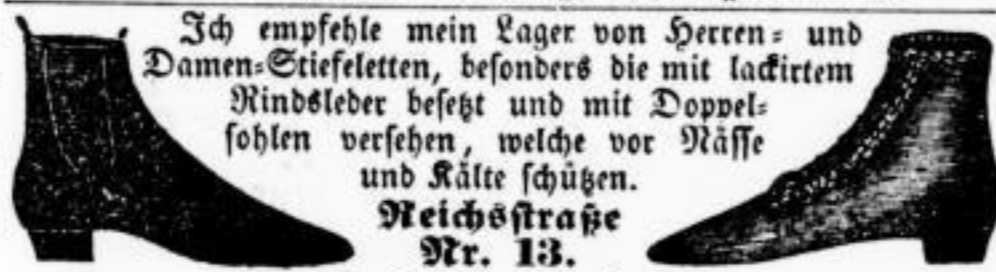 Ich empfehle mein Lager von Herren= und
Damen=Stiefeletten, besonders die mit lackirtem
Rindsleder besetzt und mit Doppel=
sohlen versehen, welche vor Nässe
und Kälte schützen.
Reichsstraße
Nr. 13.